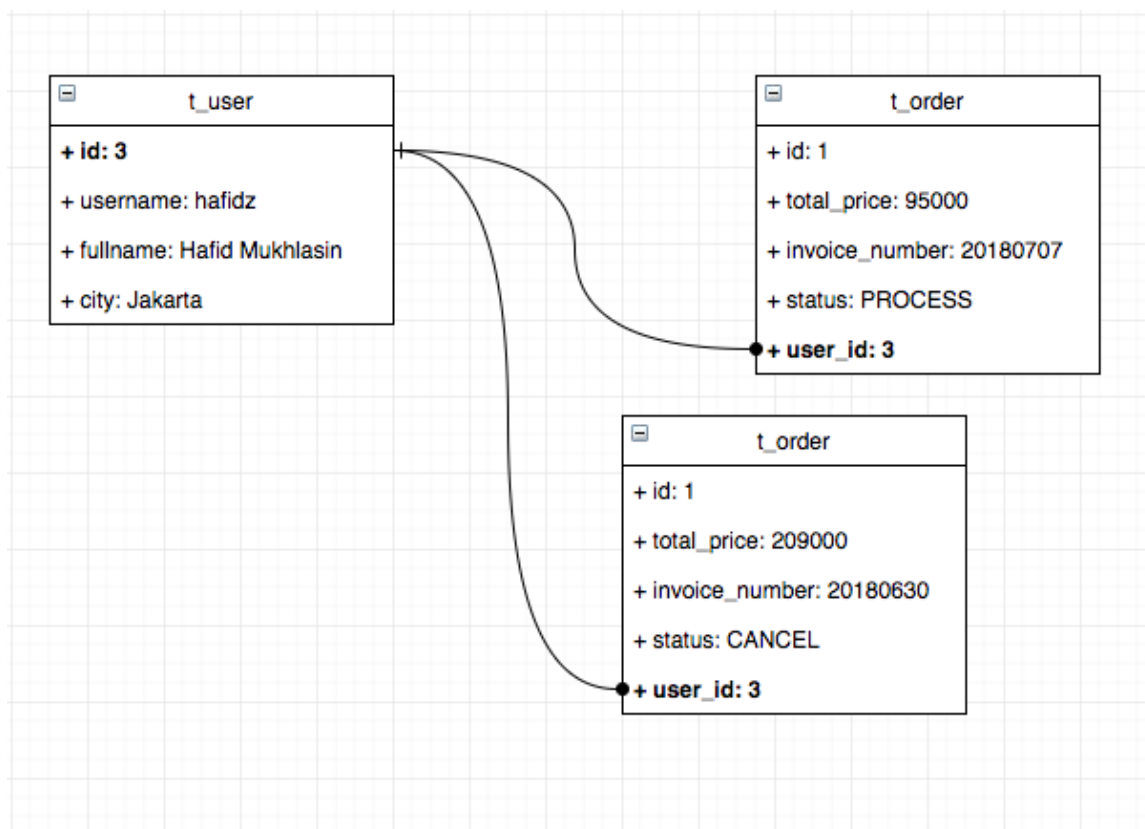 t_user
+ id: 3
+ username: hafidz
+ fullname: Hafid Mukhlasin
+ city: Jakarta
t_order
+ id: 1
+ total_price: 95000
+ invoice_number: 20180707
+ status: PROCESS
+ user_id: 3
t_order
+ id: 1
+ total_price: 209000
+ invoice_number: 20180630
+ status: CANCEL
+ user_id: 3